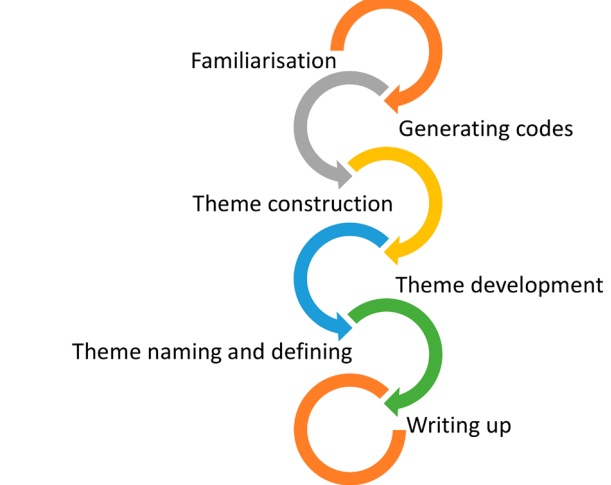 Familiarisation
Generating codes
Theme construction
Theme development
Theme naming and defining
Writing up